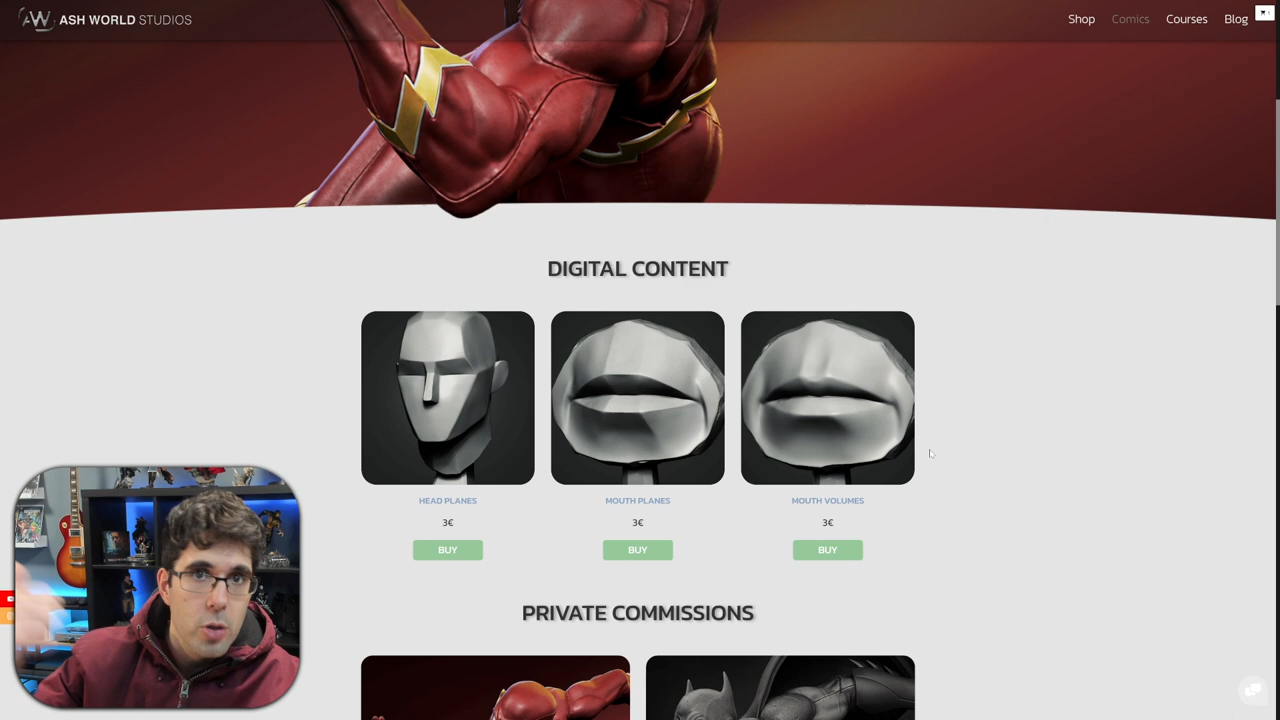 ASH WORLD STUDIOS
Shop Comics Courses Blog
DIGITAL CONTENT
HEAD PLANES MOUTH PLANES MOUTH VOLUMES
3€ 3€ 3€
BUY BUY BUY
PRIVATE COMMISSIONS